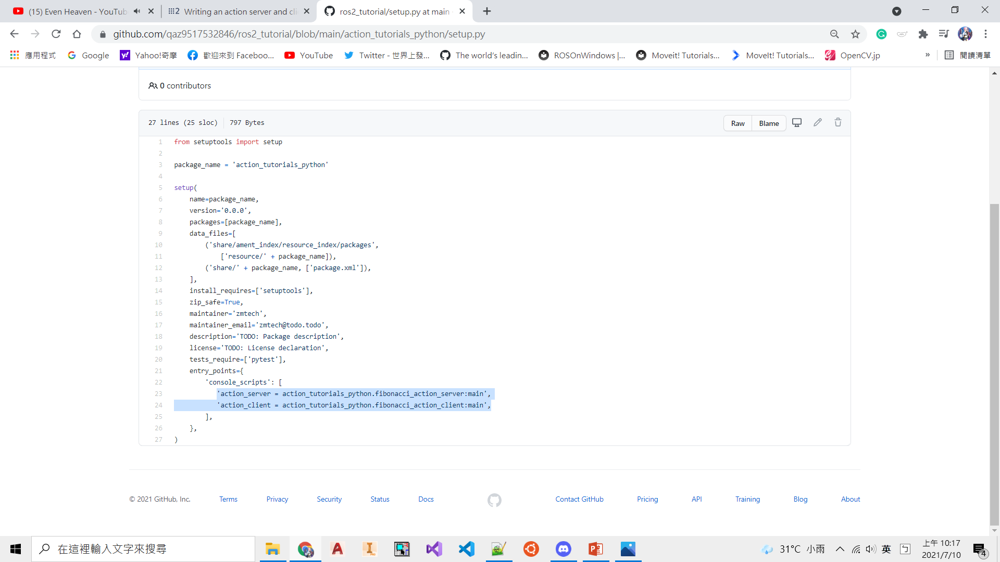 (15) Even Heaven - YouTub
Writing an action server and cli
ros2_tutorial/setup.py at main
github.com/qaz9517532846/ros2_tutorial/blob/main/action_tutorials_python/setup.py
應用程式
Google
Yahoo!奇摩
歡迎來到 Faceboo...
YouTube
Twitter - 世界上發...
The world's leadin...
ROSOnWindows |...
Moveit! Tutorials...
MoveIt! Tutorials...
OpenCV.jp
»
閱讀清單
0 contributors
27 lines (25 sloc) 797 Bytes
Raw
Blame
1 from setuptools import setup
2
3 package_name = 'action_tutorials_python'
4
5 setup(
6     name=package_name,
7     version='0.0.0',
8     packages=[package_name],
9     data_files=[
10         ('share/ament_index/resource_index/packages',
11             ['resource/' + package_name]),
12         ('share/' + package_name, ['package.xml']),
13     ],
14     install_requires=['setuptools'],
15     zip_safe=True,
16     maintainer='zmtech',
17     maintainer_email='zmtech@todo.todo',
18     description='TODO: Package description',
19     license='TODO: License declaration',
20     tests_require=['pytest'],
21     entry_points={
22         'console_scripts': [
23            'action_server = action_tutorials_python.fibonacci_action_server:main',
24            'action_client = action_tutorials_python.fibonacci_action_client:main',
25         ],
26     },
27 )
© 2021 GitHub, Inc.
Terms
Privacy
Security
Status
Docs
Contact GitHub
Pricing
API
Training
Blog
About
在這裡輸入文字來搜尋
31°C 小雨
英
ㄅ
上午 10:17
2021/7/10
4